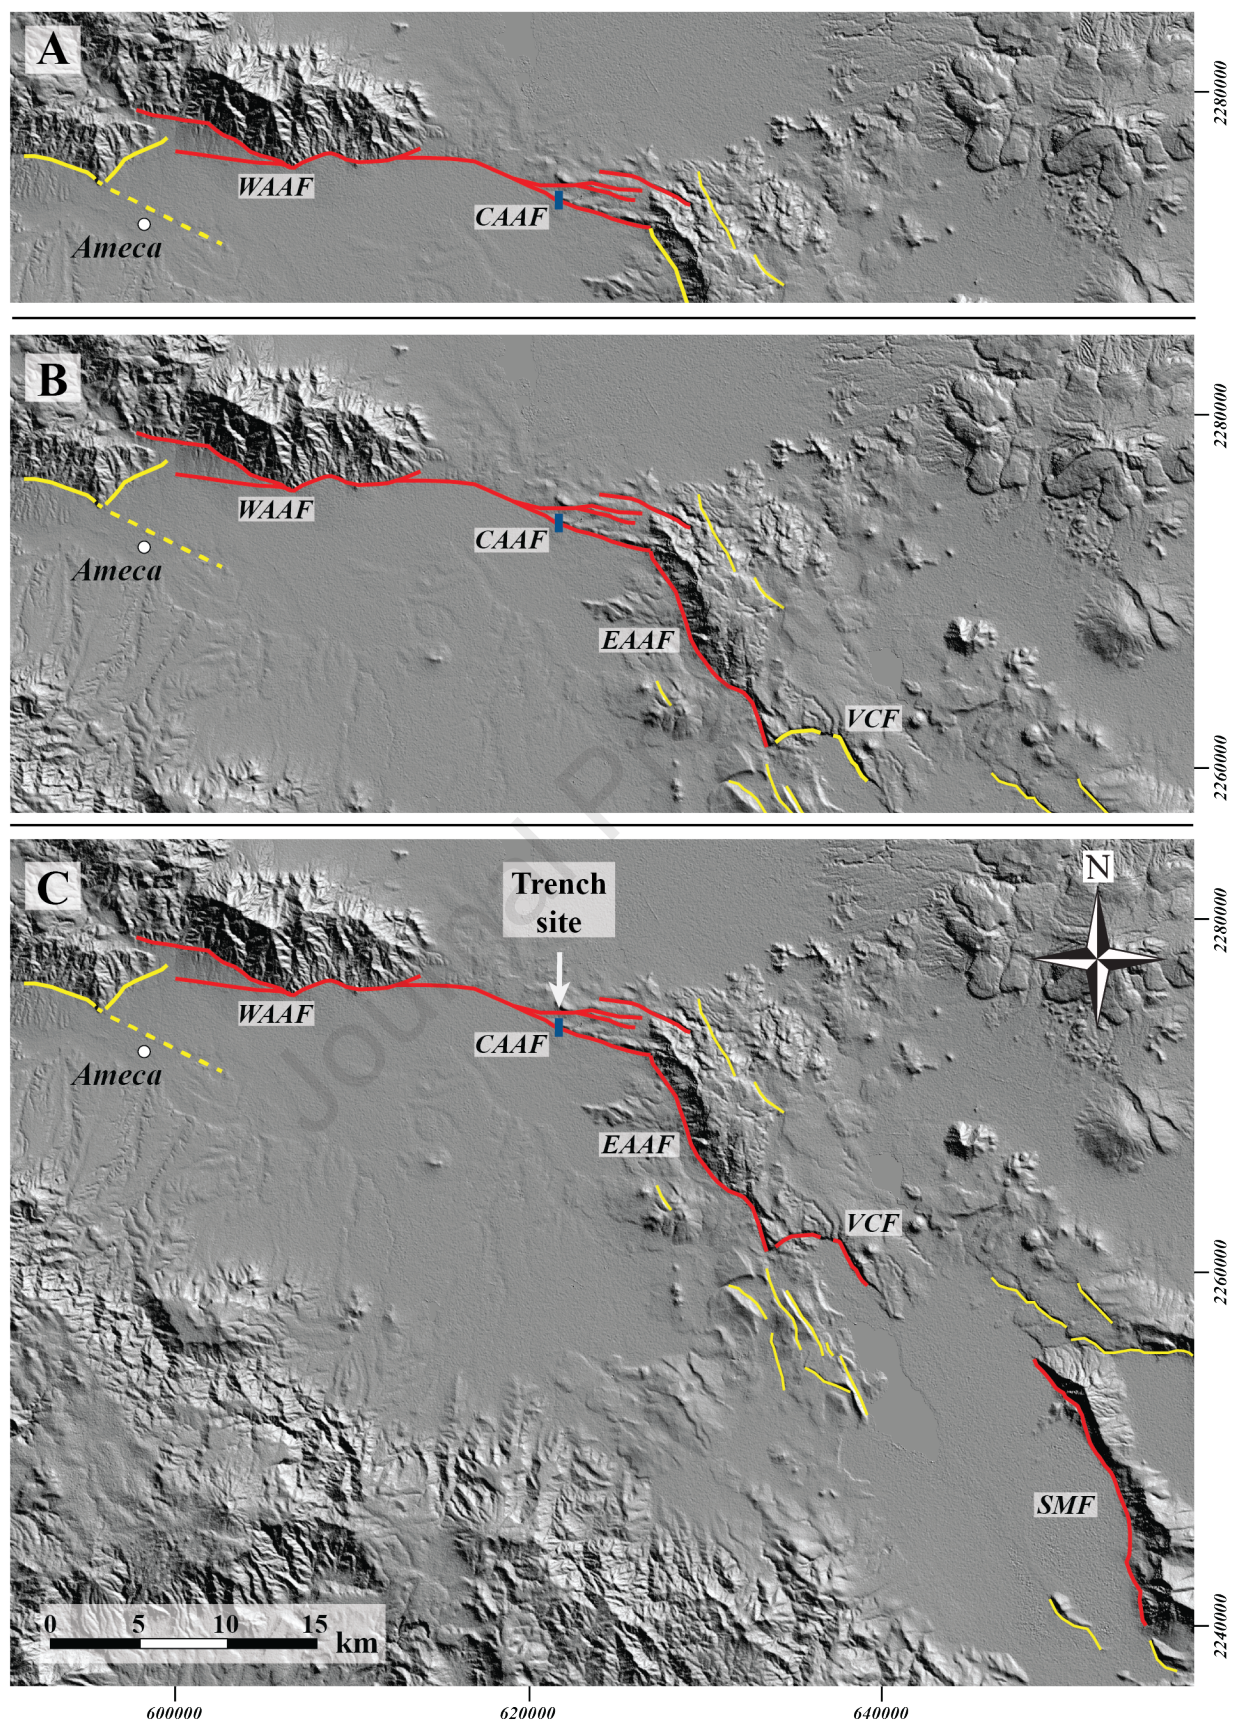 A
2280000
WAAF
CAAF
Ameca
B
2280000
WAAF
CAAF
Ameca
EAAF
VCF
2260000
C
Trench
site
N
2280000
WAAF
CAAF
Ameca
EAAF
VCF
2260000
SMF
0 5 10 15
km
2240000
600000 620000 640000